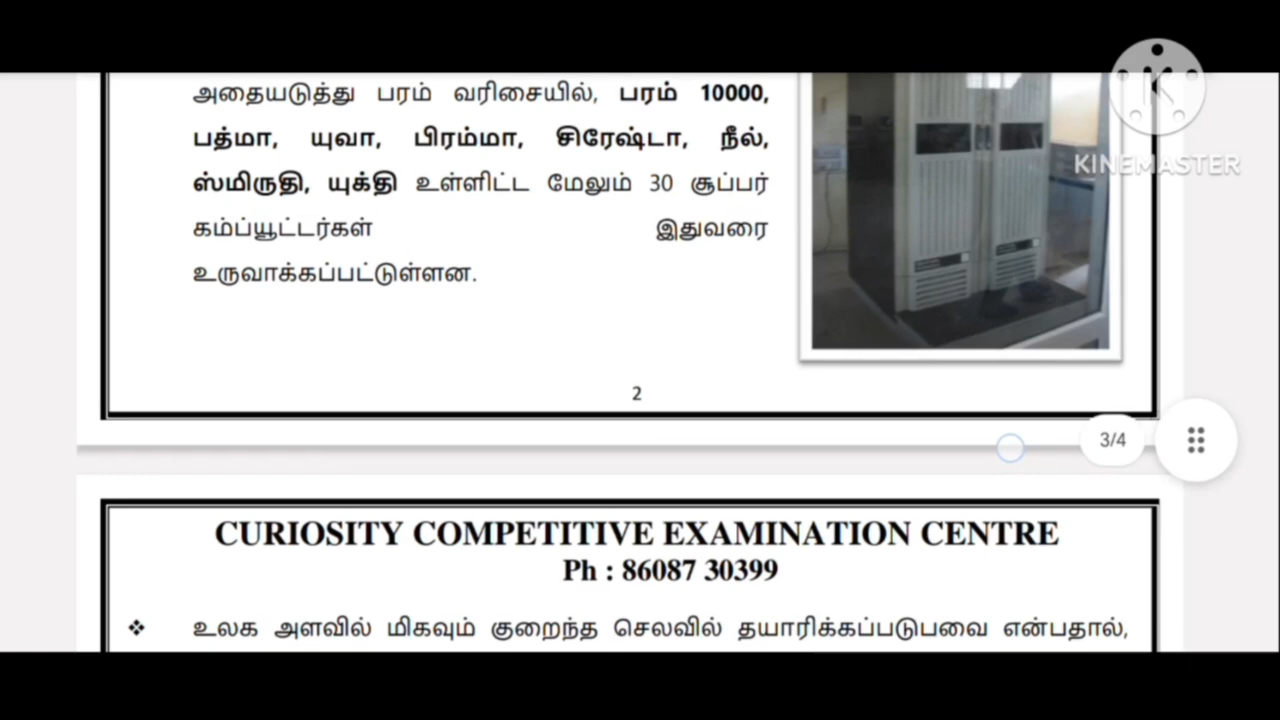 அதையடுத்து பரம் வரிசையில், பரம் 10000,
பத்மா, யுவா, பிரம்மா, சிரேஷ்டா, நீல்,
ஸ்மிருதி, யுக்தி உள்ளிட்ட மேலும் 30 சூப்பர்
கம்ப்யூட்டர்கள் இதுவரை
உருவாக்கப்பட்டுள்ளன.
KINEMASTER
2
3/4
CURIOSITY COMPETITIVE EXAMINATION CENTRE
Ph : 86087 30399
❖ உலக அளவில் மிகவும் குறைந்த செலவில் தயாரிக்கப்படுபவை என்பதால்,